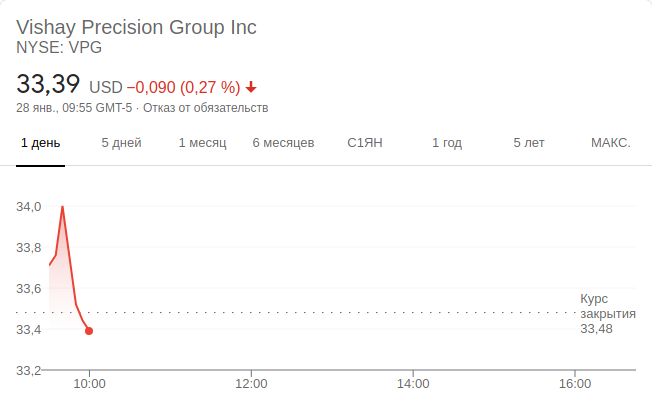 Vishay Precision Group Inc
NYSE: VPG
33,39 USD −0,090 (0,27 %)
28 янв., 09:55 GMT-5 · Отказ от обязательств
1 день 5 дней 1 месяц 6 месяцев С1ЯН 1 год 5 лет МАКС.
34,0
33,8
33,6
33,4
33,2
Курс
закрытия
33,48
10:00 12:00 14:00 16:00